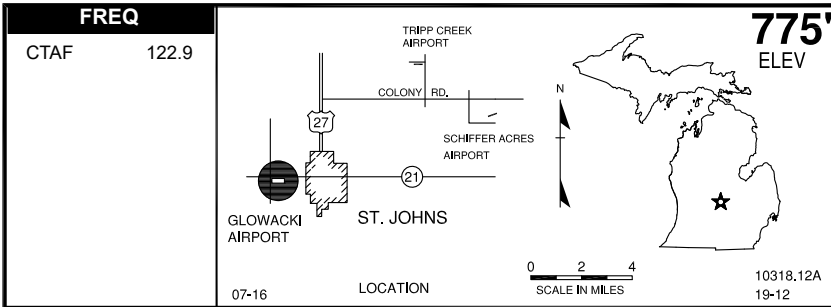 FREQ
CTAF 122.9
TRIPP CREEK
AIRPORT
COLONY RD.
27
SCHIFFER ACRES
AIRPORT
21
GLOWACKI
AIRPORT
ST. JOHNS
07-16
LOCATION
N
0 2 4
SCALE IN MILES
775'
ELEV
10318.12A
19-12